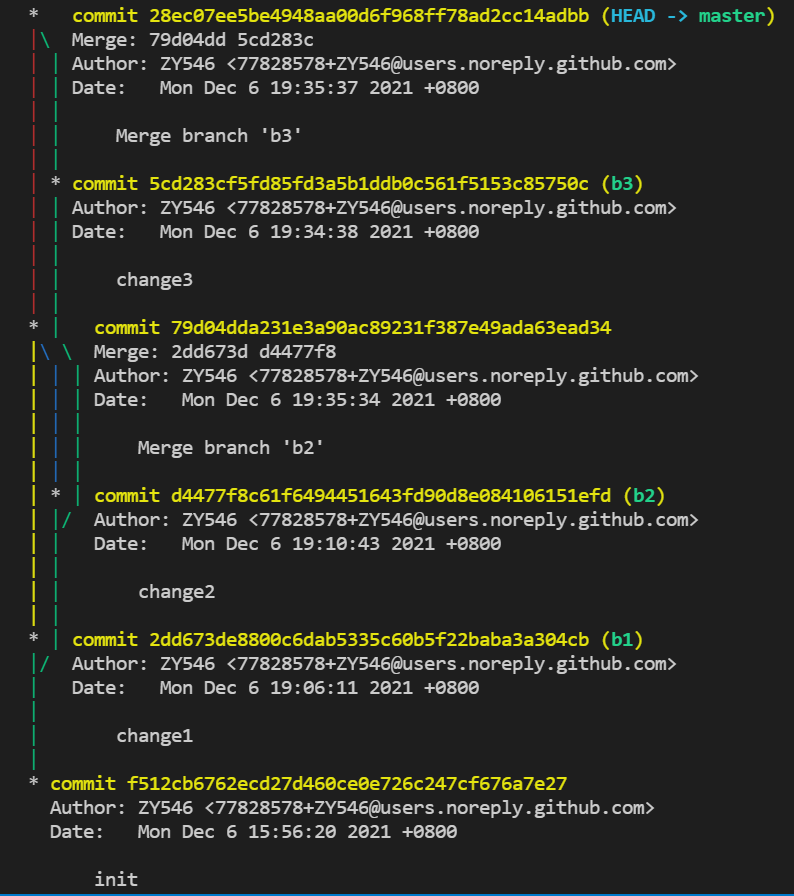 * commit 28ec07ee5be4948aa00d6f968ff78ad2cc14adbb (HEAD -> master)
|\ Merge: 79d04dd 5cd283c
| | Author: ZY546 <77828578+ZY546@users.noreply.github.com>
| | Date: Mon Dec 6 19:35:37 2021 +0800
| |
| | Merge branch 'b3'
| |
| * commit 5cd283cf5fd85fd3a5b1ddb0c561f5153c85750c (b3)
| | Author: ZY546 <77828578+ZY546@users.noreply.github.com>
| | Date: Mon Dec 6 19:34:38 2021 +0800
| |
| | change3
| |
* | commit 79d04dda231e3a90ac89231f387e49ada63ead34
|\ \ Merge: 2dd673d d4477f8
| | | Author: ZY546 <77828578+ZY546@users.noreply.github.com>
| | | Date: Mon Dec 6 19:35:34 2021 +0800
| | |
| | | Merge branch 'b2'
| | |
| * | commit d4477f8c61f6494451643fd90d8e084106151efd (b2)
| |/ Author: ZY546 <77828578+ZY546@users.noreply.github.com>
| | Date: Mon Dec 6 19:10:43 2021 +0800
| |
| | change2
| |
* | commit 2dd673de8800c6dab5335c60b5f22baba3a304cb (b1)
|/ Author: ZY546 <77828578+ZY546@users.noreply.github.com>
| Date: Mon Dec 6 19:06:11 2021 +0800
|
| change1
|
* commit f512cb6762ecd27d460ce0e726c247cf676a7e27
Author: ZY546 <77828578+ZY546@users.noreply.github.com>
Date: Mon Dec 6 15:56:20 2021 +0800
init